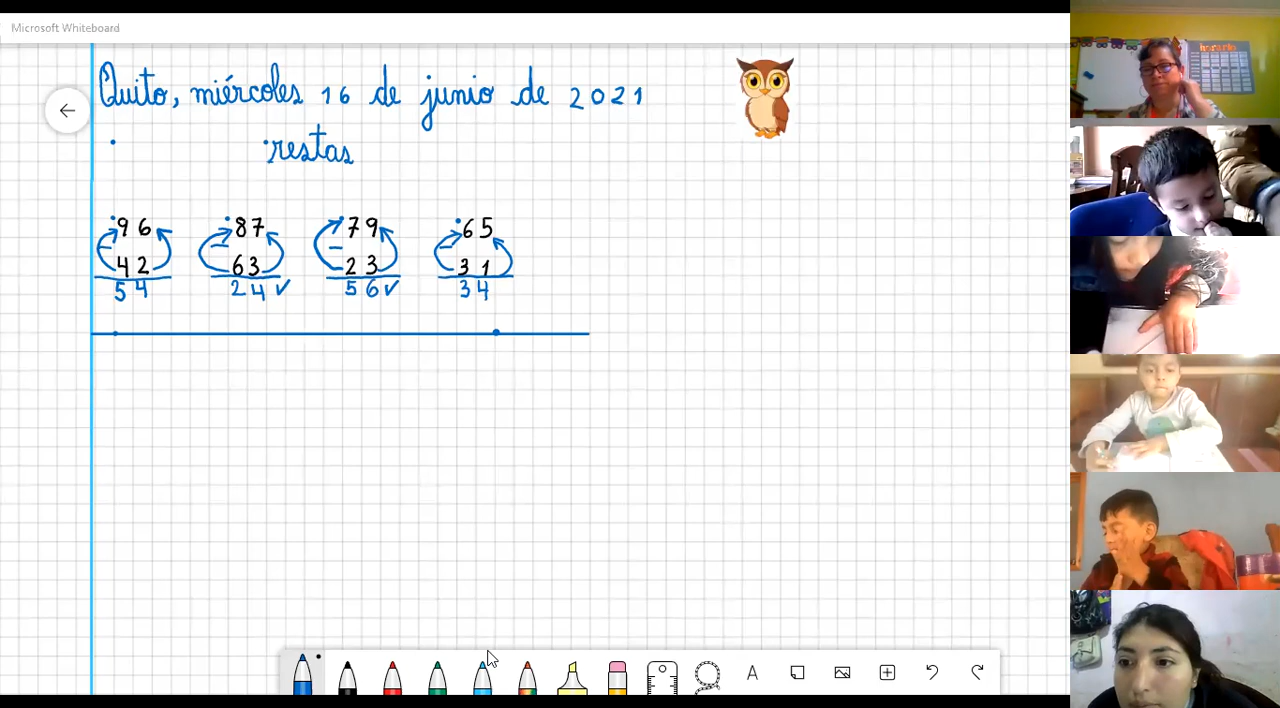 Microsoft Whiteboard
Quito, miércoles 16 de junio de 2021
restas
96 87 79 65
- - - -
42 63 23 31
54 24 ✓ 56 ✓ 34
horario
A